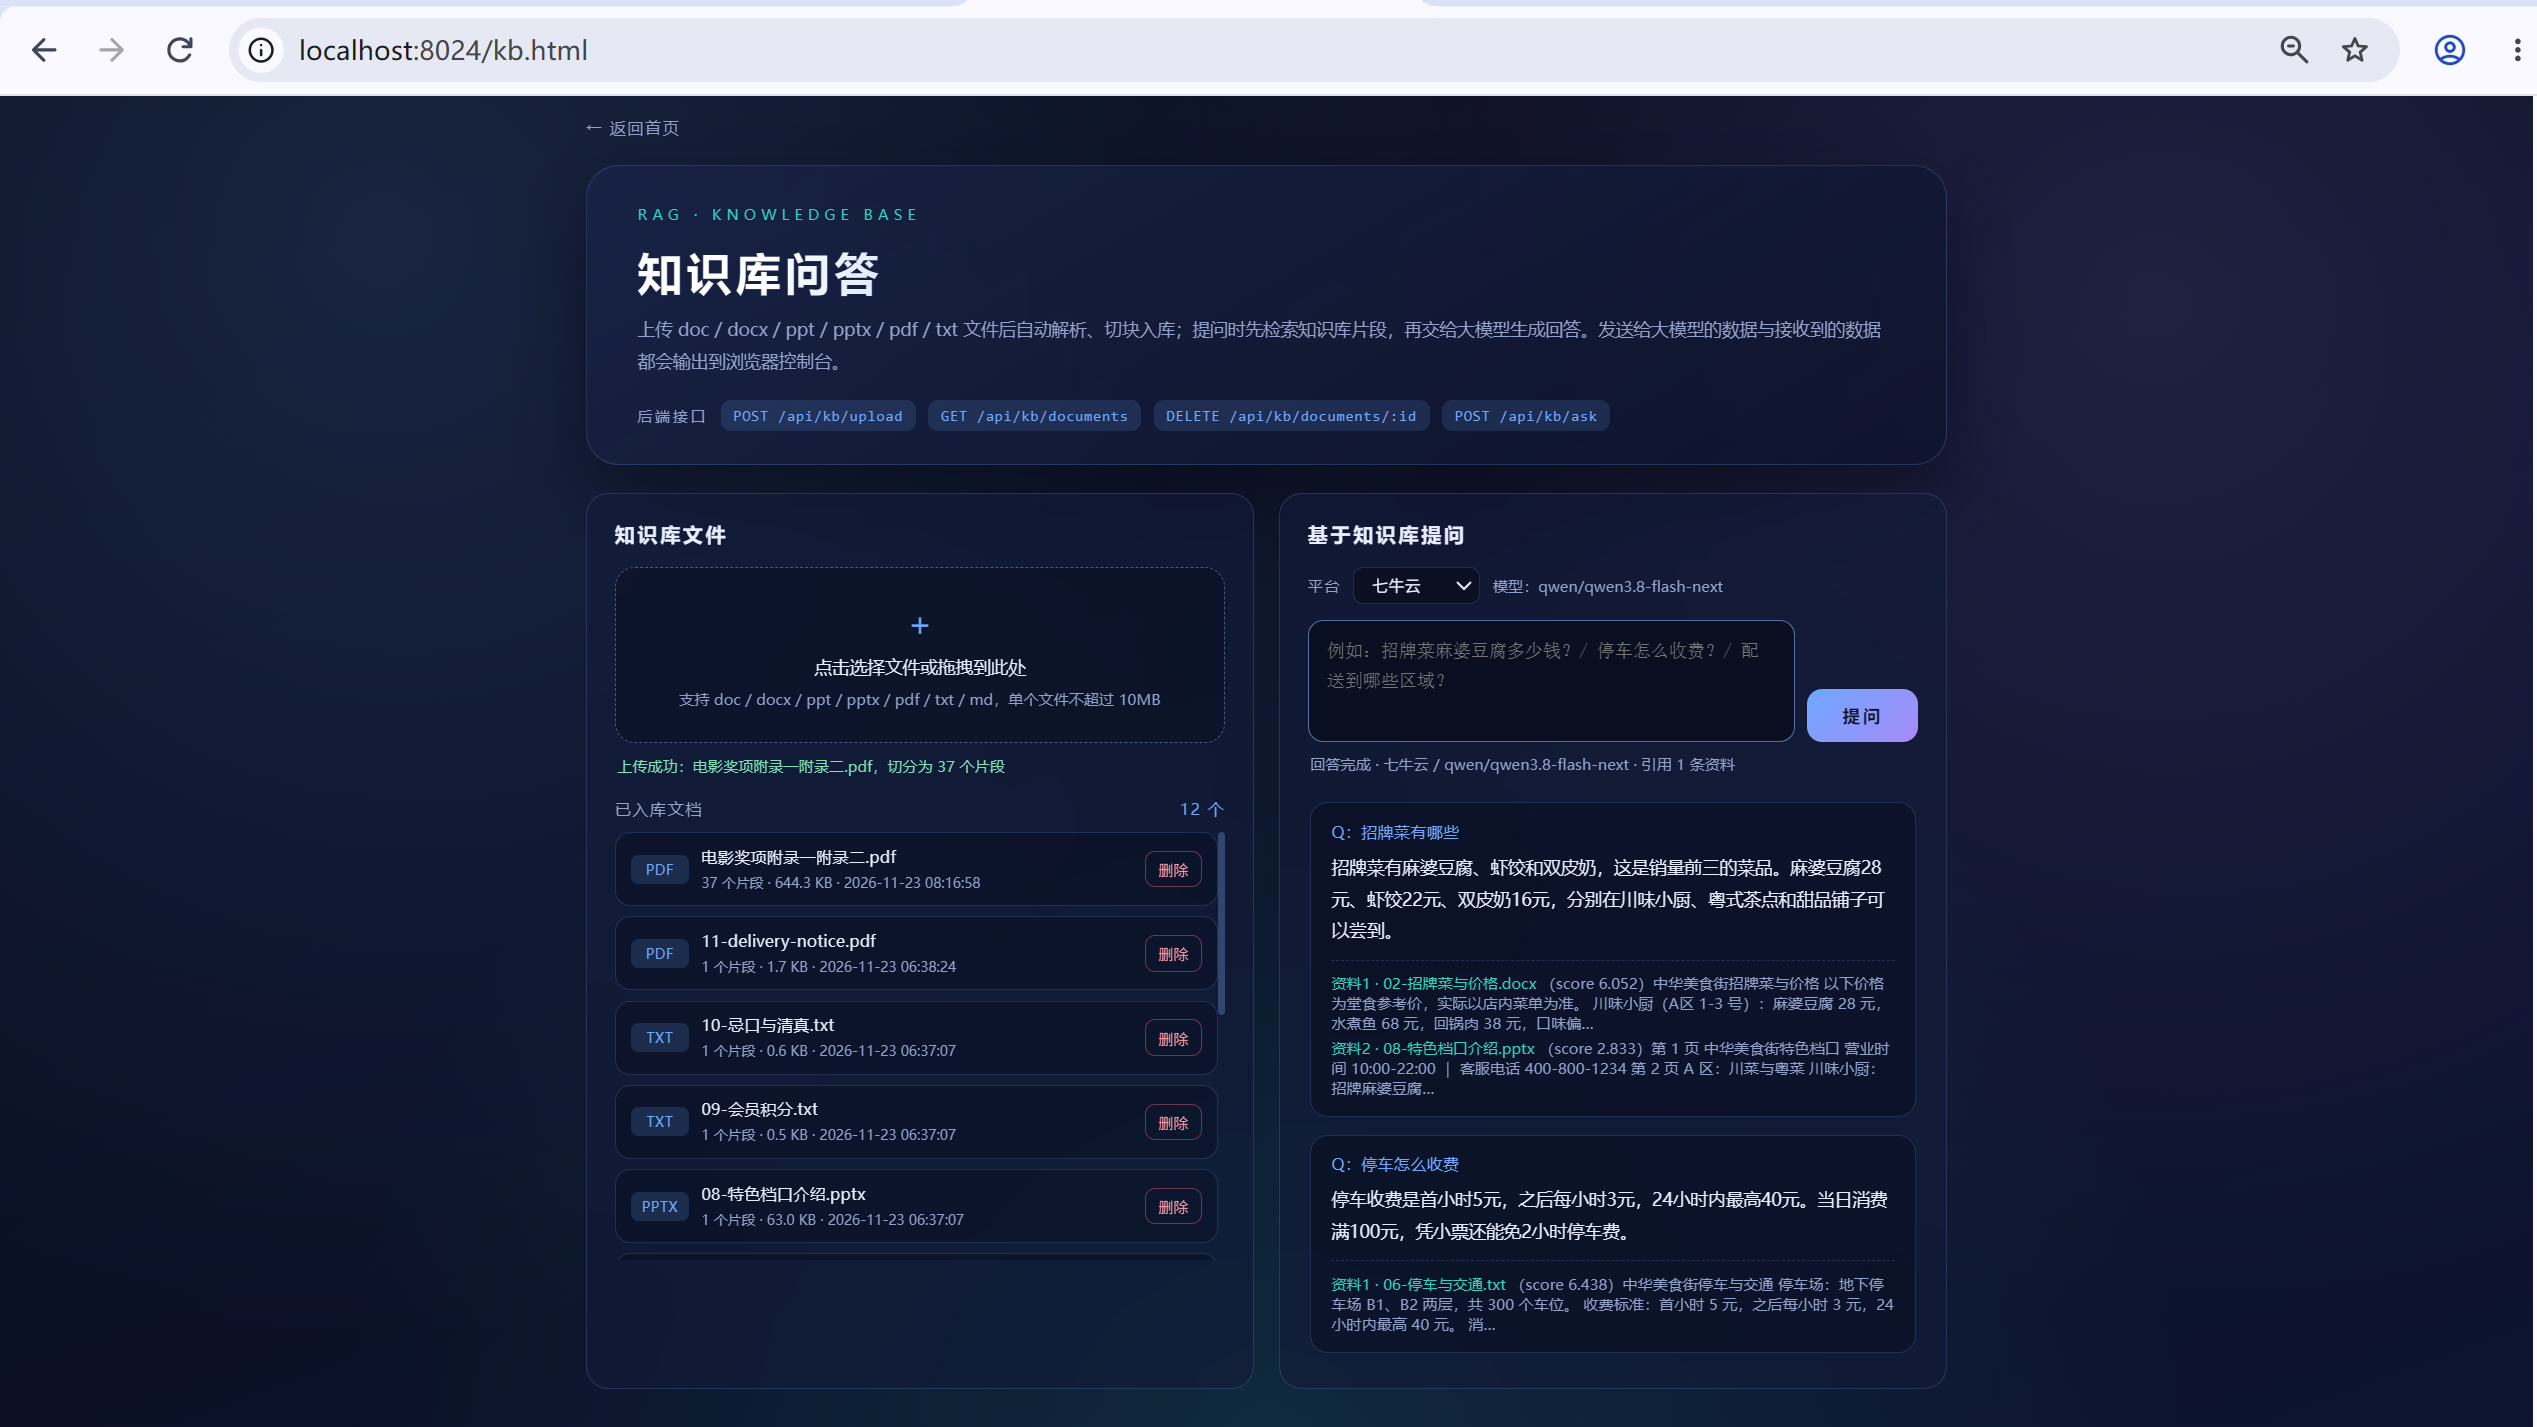 localhost:8024/kb.html
← 返回首页
RAG · KNOWLEDGE BASE
知识库问答
上传 doc / docx / ppt / pptx / pdf / txt 文件后自动解析、切块入库；提问时先检索知识库片段，再交给大模型生成回答。发送给大模型的数据与接收到的数据
都会输出到浏览器控制台。
后端接口 POST /api/kb/upload GET /api/kb/documents DELETE /api/kb/documents/:id POST /api/kb/ask
知识库文件
+
点击选择文件或拖拽到此处
支持 doc / docx / ppt / pptx / pdf / txt / md，单个文件不超过 10MB
上传成功：电影奖项附录一附录二.pdf，切分为 37 个片段
已入库文档 12 个
PDF 电影奖项附录一附录二.pdf 删除
37 个片段 · 644.3 KB · 2026-11-23 08:16:58
PDF 11-delivery-notice.pdf 删除
1 个片段 · 1.7 KB · 2026-11-23 06:38:24
TXT 10-忌口与清真.txt 删除
1 个片段 · 0.6 KB · 2026-11-23 06:37:07
TXT 09-会员积分.txt 删除
1 个片段 · 0.5 KB · 2026-11-23 06:37:07
PPTX 08-特色档口介绍.pptx 删除
1 个片段 · 63.0 KB · 2026-11-23 06:37:07
基于知识库提问
平台 七牛云 模型：qwen/qwen3.8-flash-next
例如：招牌菜麻婆豆腐多少钱？/ 停车怎么收费？/ 配
送到哪些区域？
提问
回答完成 · 七牛云 / qwen/qwen3.8-flash-next · 引用 1 条资料
Q：招牌菜有哪些
招牌菜有麻婆豆腐、虾饺和双皮奶，这是销量前三的菜品。麻婆豆腐28
元、虾饺22元、双皮奶16元，分别在川味小厨、粤式茶点和甜品铺子可
以尝到。
资料1 · 02-招牌菜与价格.docx （score 6.052）中华美食街招牌菜与价格 以下价格
为堂食参考价，实际以店内菜单为准。 川味小厨（A区 1-3 号）：麻婆豆腐 28 元，
水煮鱼 68 元，回锅肉 38 元，口味偏...
资料2 · 08-特色档口介绍.pptx （score 2.833）第 1 页 中华美食街特色档口 营业时
间 10:00-22:00 ｜ 客服电话 400-800-1234 第 2 页 A 区：川菜与粤菜 川味小厨：
招牌麻婆豆腐...
Q：停车怎么收费
停车收费是首小时5元，之后每小时3元，24小时内最高40元。当日消费
满100元，凭小票还能免2小时停车费。
资料1 · 06-停车与交通.txt （score 6.438）中华美食街停车与交通 停车场：地下停
车场 B1、B2 两层，共 300 个车位。 收费标准：首小时 5 元，之后每小时 3 元，24
小时内最高 40 元。 消...